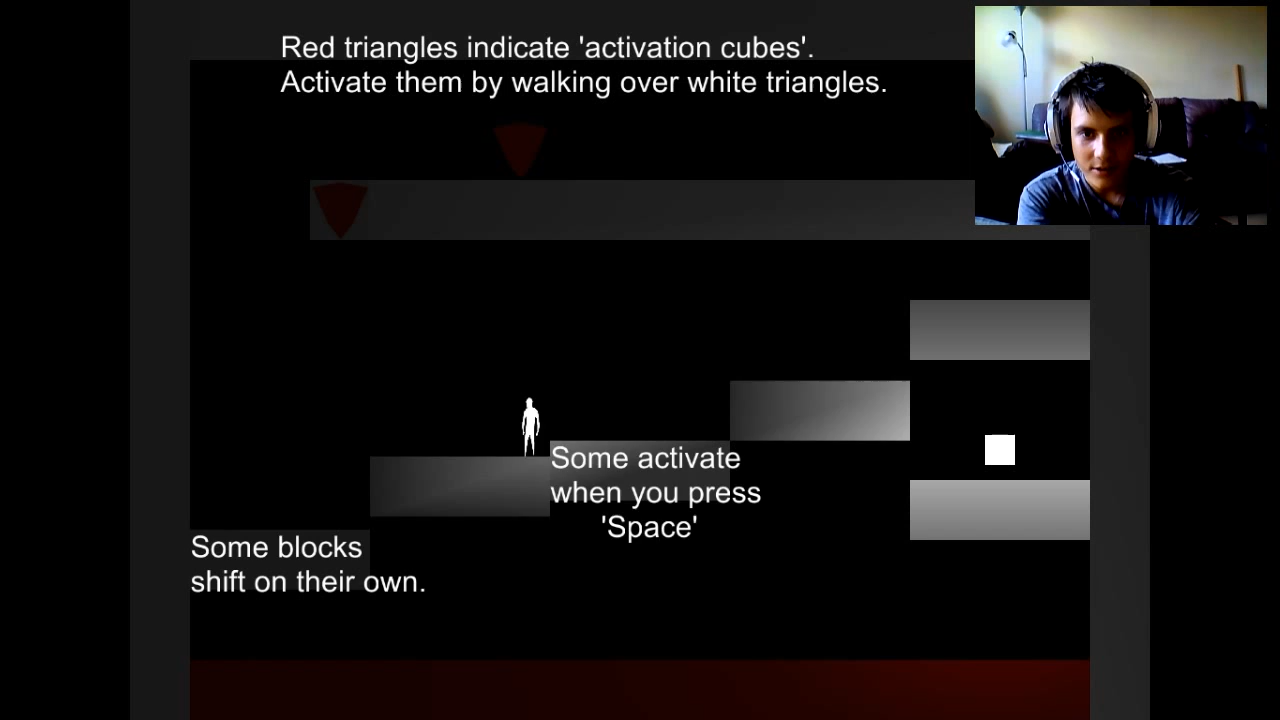 Red triangles indicate 'activation cubes'.
Activate them by walking over white triangles.
Some activate
when you press
'Space'
Some blocks
shift on their own.